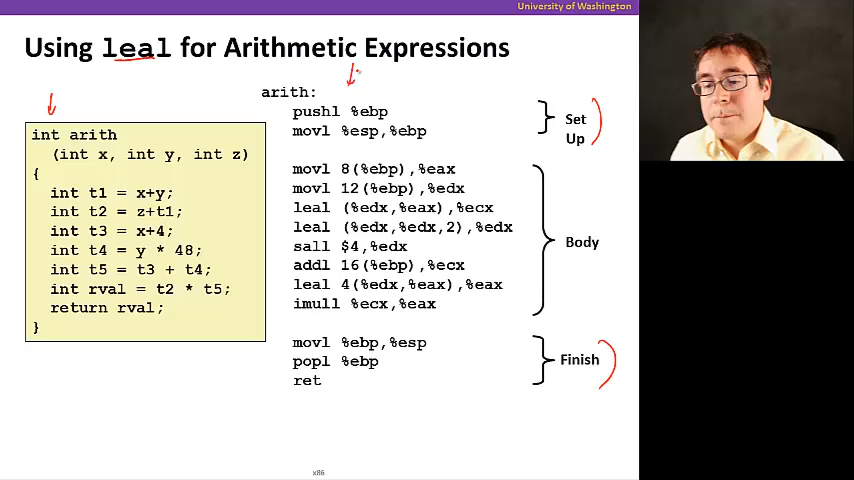 University of Washington
Using leal for Arithmetic Expressions
int arith
(int x, int y, int z)
{
int t1 = x+y;
int t2 = z+t1;
int t3 = x+4;
int t4 = y * 48;
int t5 = t3 + t4;
int rval = t2 * t5;
return rval;
}
arith:
pushl %ebp
movl %esp,%ebp
movl 8(%ebp),%eax
movl 12(%ebp),%edx
leal (%edx,%eax),%ecx
leal (%edx,%edx,2),%edx
sall $4,%edx
addl 16(%ebp),%ecx
leal 4(%edx,%eax),%eax
imull %ecx,%eax
movl %ebp,%esp
popl %ebp
ret
Set
Up
Body
Finish
x86